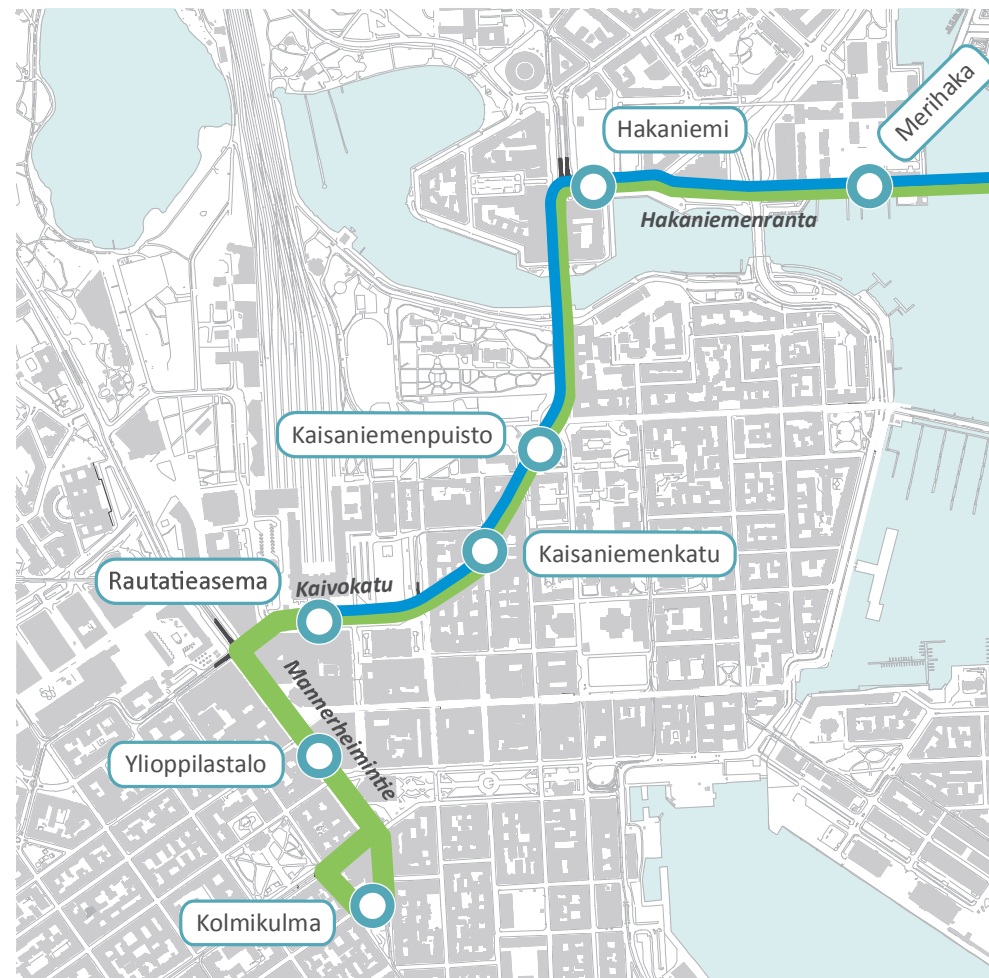 Merihaka
Hakaniemi
Hakaniemenranta
Kaisaniemenpuisto
Kaisaniemenkatu
Rautatieasema
Kaivokatu
Mannerheimintie
Ylioppilastalo
Kolmikulma